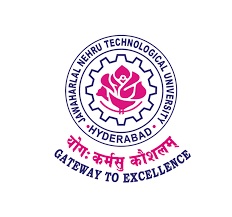 JAWAHARLAL NEHRU TECHNOLOGICAL UNIVERSITY
• HYDERABAD •
योगः कर्मसु कौशलम्
GATEWAY TO EXCELLENCE